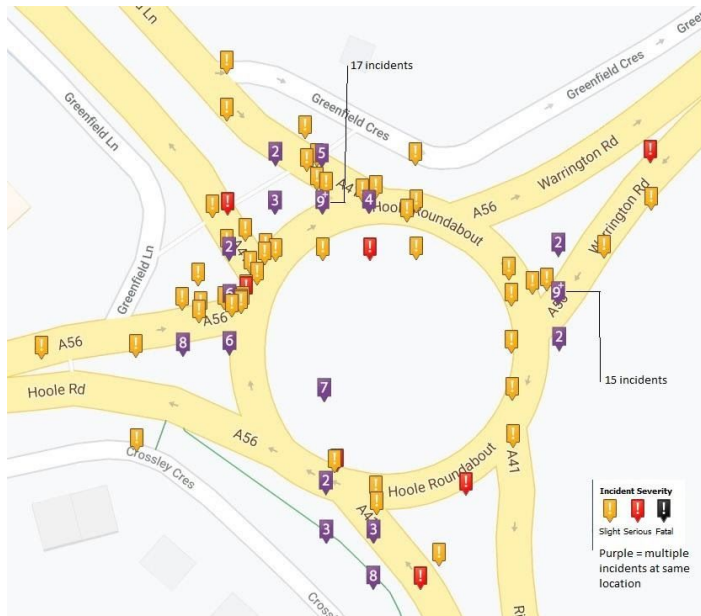 Ln
Greenfield Ln
17 incidents
Greenfield Cres
Greenfield Cres
Warrington Rd
A56
Warrington Rd
2
5
3
9+
4
A4
Hoole Roundabout
2
A4
6
2
9+
A56
2
Greenfield Ln
A56
A56
8
6
7
Hoole Rd
A56
15 incidents
Crossley Cres
Hoole Roundabout
A41
2
3
3
A4
8
Incident Severity
Slight Serious Fatal
Purple = multiple
incidents at same
location